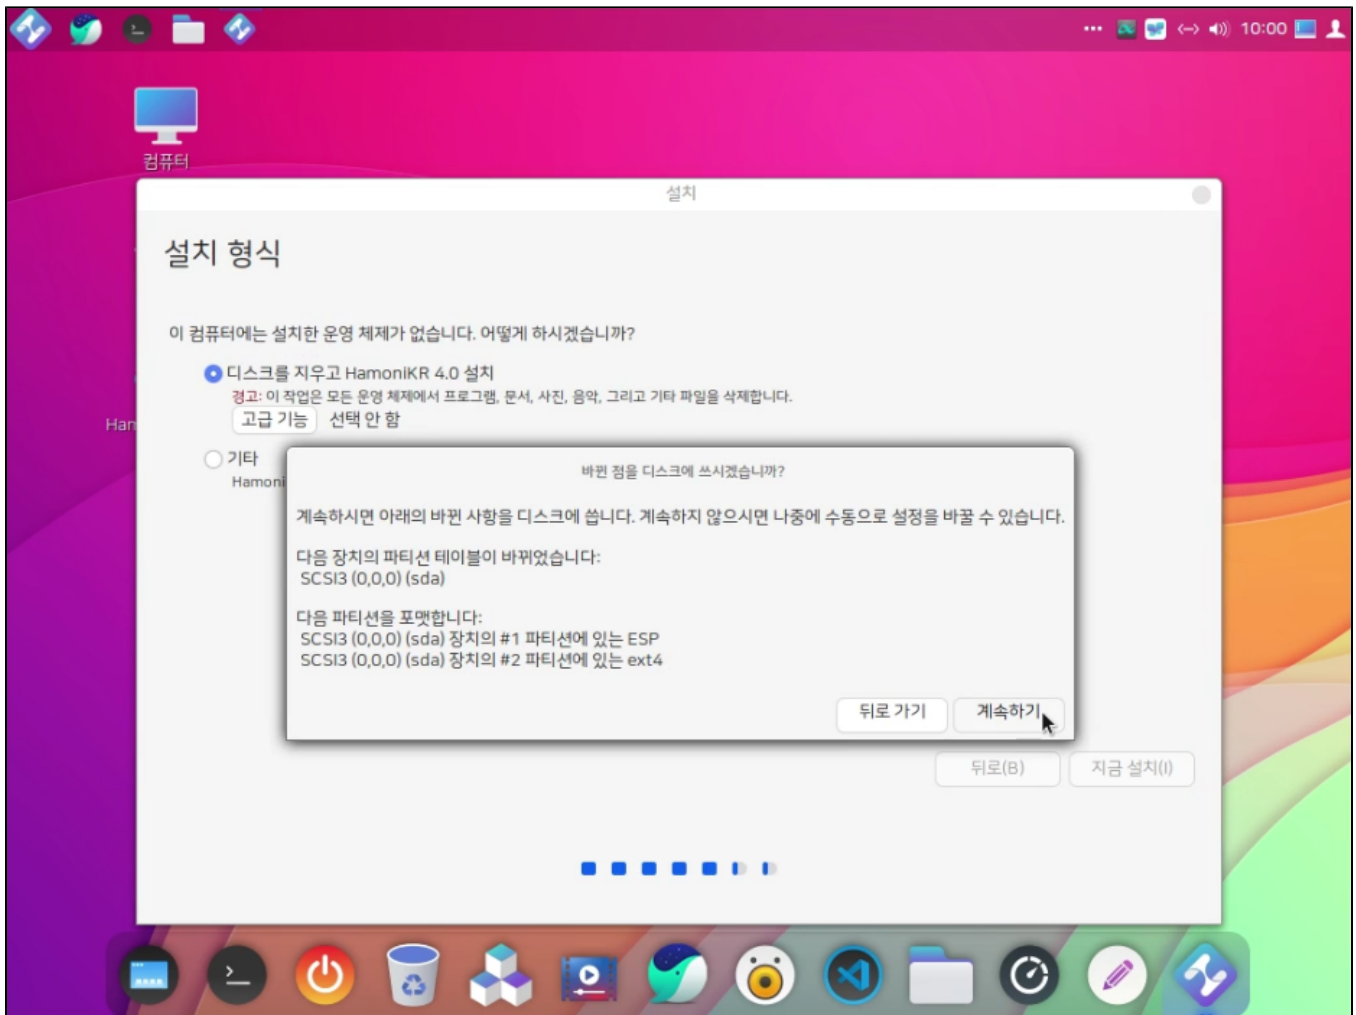 10:00
컴퓨터
설치
설치 형식
이 컴퓨터에는 설치한 운영 체제가 없습니다. 어떻게 하시겠습니까?
디스크를 지우고 HamoniKR 4.0 설치
경고: 이 작업은 모든 운영 체제에서 프로그램, 문서, 사진, 음악, 그리고 기타 파일을 삭제합니다.
고급 기능 선택 안 함
Han
기타
Hamoni
바뀐 점을 디스크에 쓰시겠습니까?
계속하시면 아래의 바뀐 사항을 디스크에 씁니다. 계속하지 않으시면 나중에 수동으로 설정을 바꿀 수 있습니다.
다음 장치의 파티션 테이블이 바뀌었습니다:
SCSI3 (0,0,0) (sda)
다음 파티션을 포맷합니다:
SCSI3 (0,0,0) (sda) 장치의 #1 파티션에 있는 ESP
SCSI3 (0,0,0) (sda) 장치의 #2 파티션에 있는 ext4
뒤로 가기 계속하기
뒤로(B) 지금 설치(I)